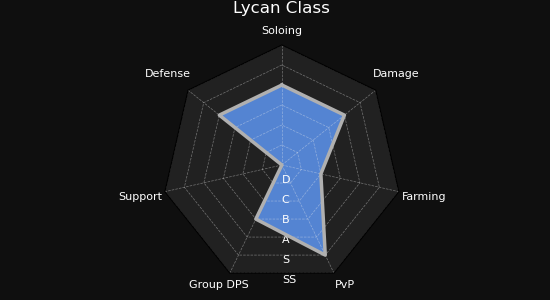 Lycan Class
Soloing
Defense
Damage
Support
Farming
D
C
B
A
S
SS
Group DPS
PvP